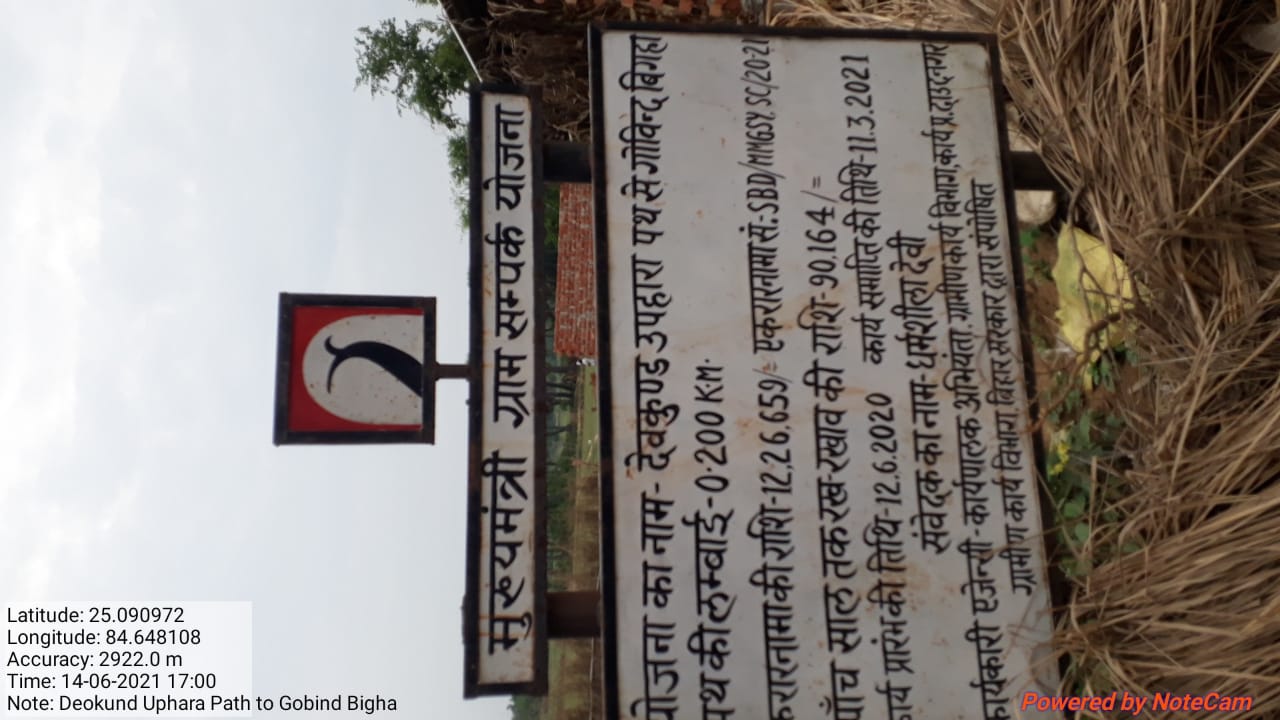 मुख्यमंत्री ग्राम सम्पर्क योजना
योजना का नाम - देवकुण्ड उपहारा पथ से गोविन्द बिगहा
पथ की लम्बाई - 0.200 K.M.
करारनामा की राशि - 12,26,659/= एकरारनामा सं: SBD/MMGSY SC/20-21
पाँच साल तक रख-रखाव की राशि - 90,164/=
कार्य प्रारंभ की तिथि - 12.6.2020 कार्य समाप्ति की तिथि - 11.3.2021
संवेदक का नाम - धर्मशीला देवी
कार्यकारी एजेन्सी - कार्यपालक अभियंता, ग्रामीण कार्य विभाग, कार्य प्र. दाउदनगर
ग्रामीण कार्य विभाग, बिहार सरकार द्वारा संपोषित
Latitude: 25.090972
Longitude: 84.648108
Accuracy: 2922.0 m
Time: 14-06-2021 17:00
Note: Deokund Uphara Path to Gobind Bigha
Powered by NoteCam